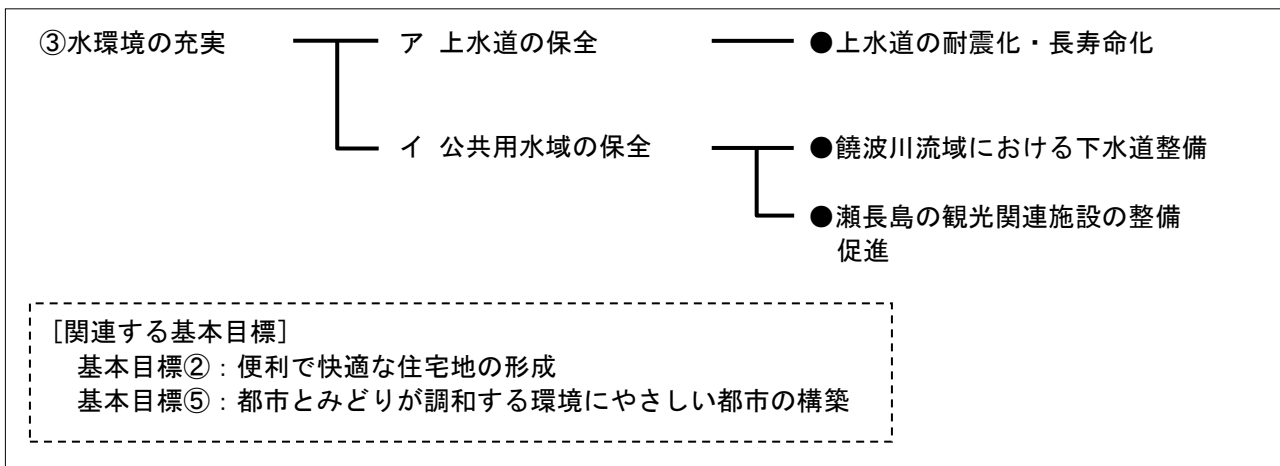 ③水環境の充実
ア 上水道の保全
●上水道の耐震化・長寿命化
イ 公共用水域の保全
●饒波川流域における下水道整備
●瀬長島の観光関連施設の整備
促進
[関連する基本目標]
基本目標②:便利で快適な住宅地の形成
基本目標⑤:都市とみどりが調和する環境にやさしい都市の構築